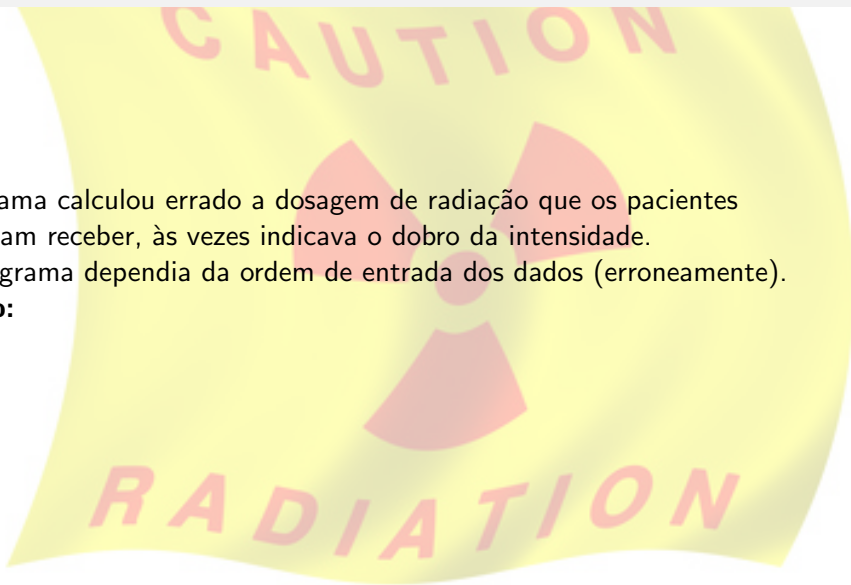 CAUTION
ama calculou errado a dosagem de radiação que os pacientes
am receber, às vezes indicava o dobro da intensidade.
grama dependia da ordem de entrada dos dados (erroneamente).
o:
RADIATION